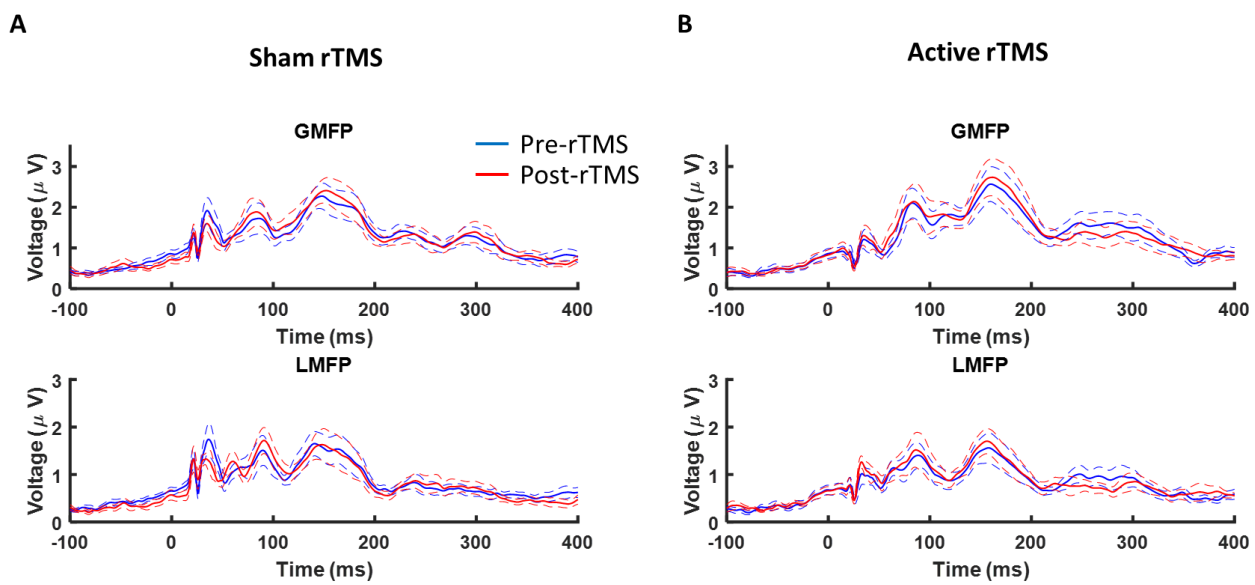 A
Sham rTMS
GMFP
Pre-rTMS
Post-rTMS
Voltage (μ V)
3
2
1
0
-100 0 100 200 300 400
Time (ms)
LMFP
Voltage (μ V)
3
2
1
0
-100 0 100 200 300 400
Time (ms)
B
Active rTMS
GMFP
Voltage (μ V)
3
2
1
0
-100 0 100 200 300 400
Time (ms)
LMFP
Voltage (μ V)
3
2
1
0
-100 0 100 200 300 400
Time (ms)